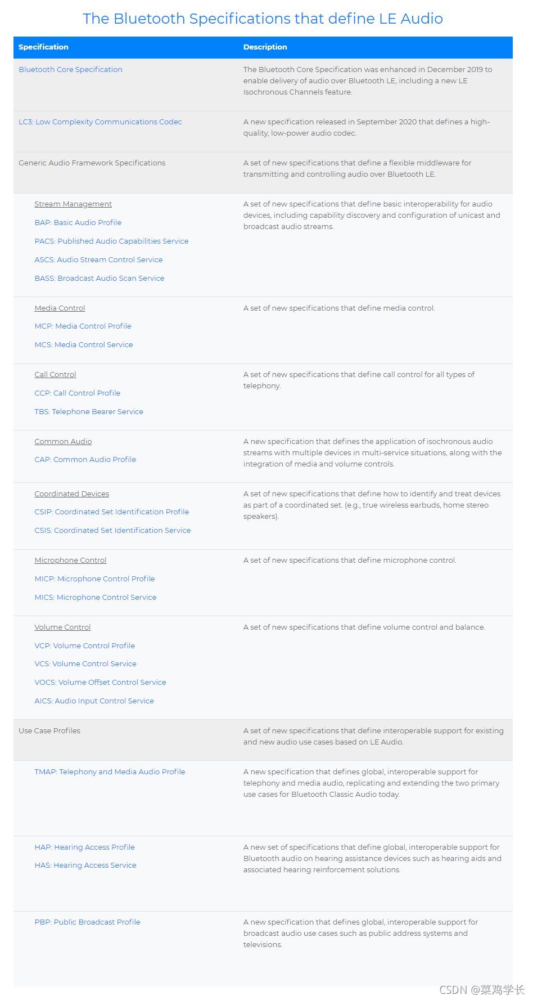 The Bluetooth Specifications that define LE Audio
Specification
Description
Bluetooth Core Specification
The Bluetooth Core Specification was enhanced in December 2019 to
enable delivery of audio over Bluetooth LE, including a new LE
Isochronous Channels feature.
LC3: Low Complexity Communications Codec
A new specification released in September 2020 that defines a high-
quality, low-power audio codec.
Generic Audio Framework Specifications
A set of new specifications that define a flexible middleware for
transmitting and controlling audio over Bluetooth LE.
Stream Management
BAP: Basic Audio Profile
PACS: Published Audio Capabilities Service
ASCS: Audio Stream Control Service
BASS: Broadcast Audio Scan Service
A set of new specifications that define basic interoperability for audio
devices, including capability discovery and configuration of unicast and
broadcast audio streams.
Media Control
MCP: Media Control Profile
MCS: Media Control Service
A set of new specifications that define media control.
Call Control
CCP: Call Control Profile
TBS: Telephone Bearer Service
A set of new specifications that define call control for all types of
telephony.
Common Audio
CAP: Common Audio Profile
A new specification that defines the application of isochronous audio
streams with multiple devices in multi-service situations, along with the
integration of media and volume controls.
Coordinated Devices
CSIP: Coordinated Set Identification Profile
CSIS: Coordinated Set Identification Service
A set of new specifications that define how to identify and treat devices
as part of a coordinated set. (e.g., true wireless earbuds, home stereo
speakers).
Microphone Control
MICP: Microphone Control Profile
MICS: Microphone Control Service
A set of new specifications that define microphone control.
Volume Control
VCP: Volume Control Profile
VCS: Volume Control Service
VOCS: Volume Offset Control Service
AICS: Audio Input Control Service
A set of new specifications that define volume control and balance.
Use Case Profiles
A set of new specifications that define interoperable support for existing
and new audio use cases based on LE Audio.
TMAP: Telephony and Media Audio Profile
A new specification that defines global, interoperable support for
telephony and media audio, replicating and extending the two primary
use cases for Bluetooth Classic Audio today.
HAP: Hearing Access Profile
HAS: Hearing Access Service
A new set of specifications that define global, interoperable support for
Bluetooth audio on hearing assistance devices such as hearing aids and
associated hearing reinforcement solutions.
PBP: Public Broadcast Profile
A new specification that defines global, interoperable support for
broadcast audio use cases such as public address systems and
televisions.
CSDN @菜鸡学长